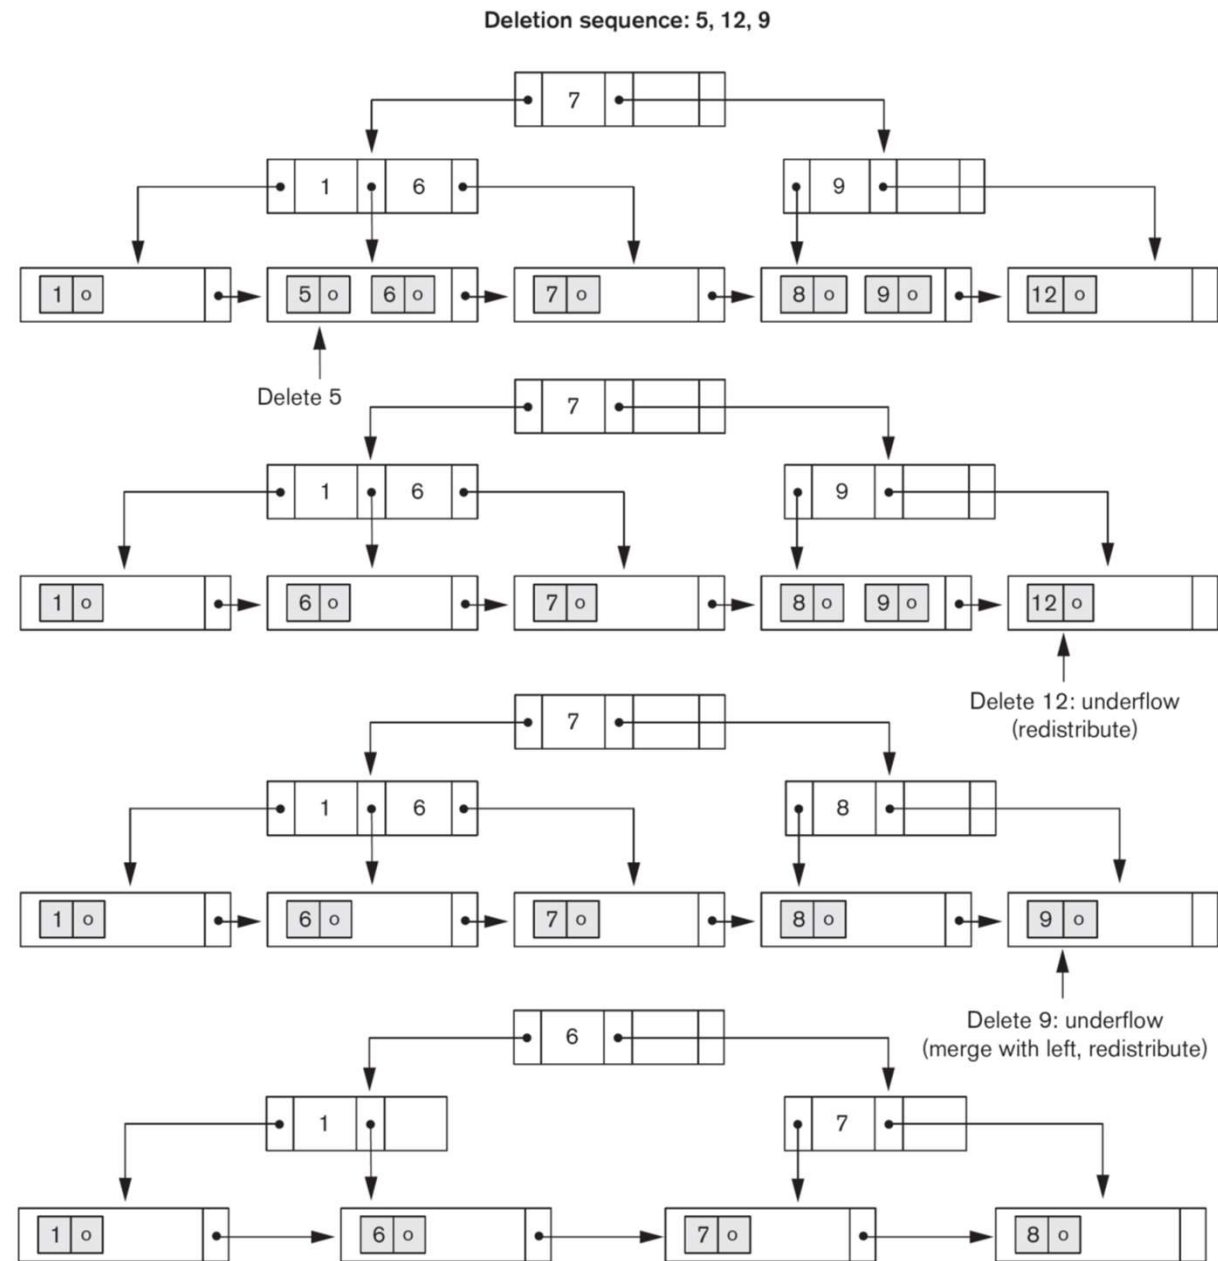 Deletion sequence: 5, 12, 9
7
1 6 9
1 o 5 o 6 o 7 o 8 o 9 o 12 o
Delete 5
7
1 6 9
1 o 6 o 7 o 8 o 9 o 12 o
Delete 12: underflow
(redistribute)
7
1 6 8
1 o 6 o 7 o 8 o 9 o
Delete 9: underflow
(merge with left, redistribute)
6
1 7
1 o 6 o 7 o 8 o